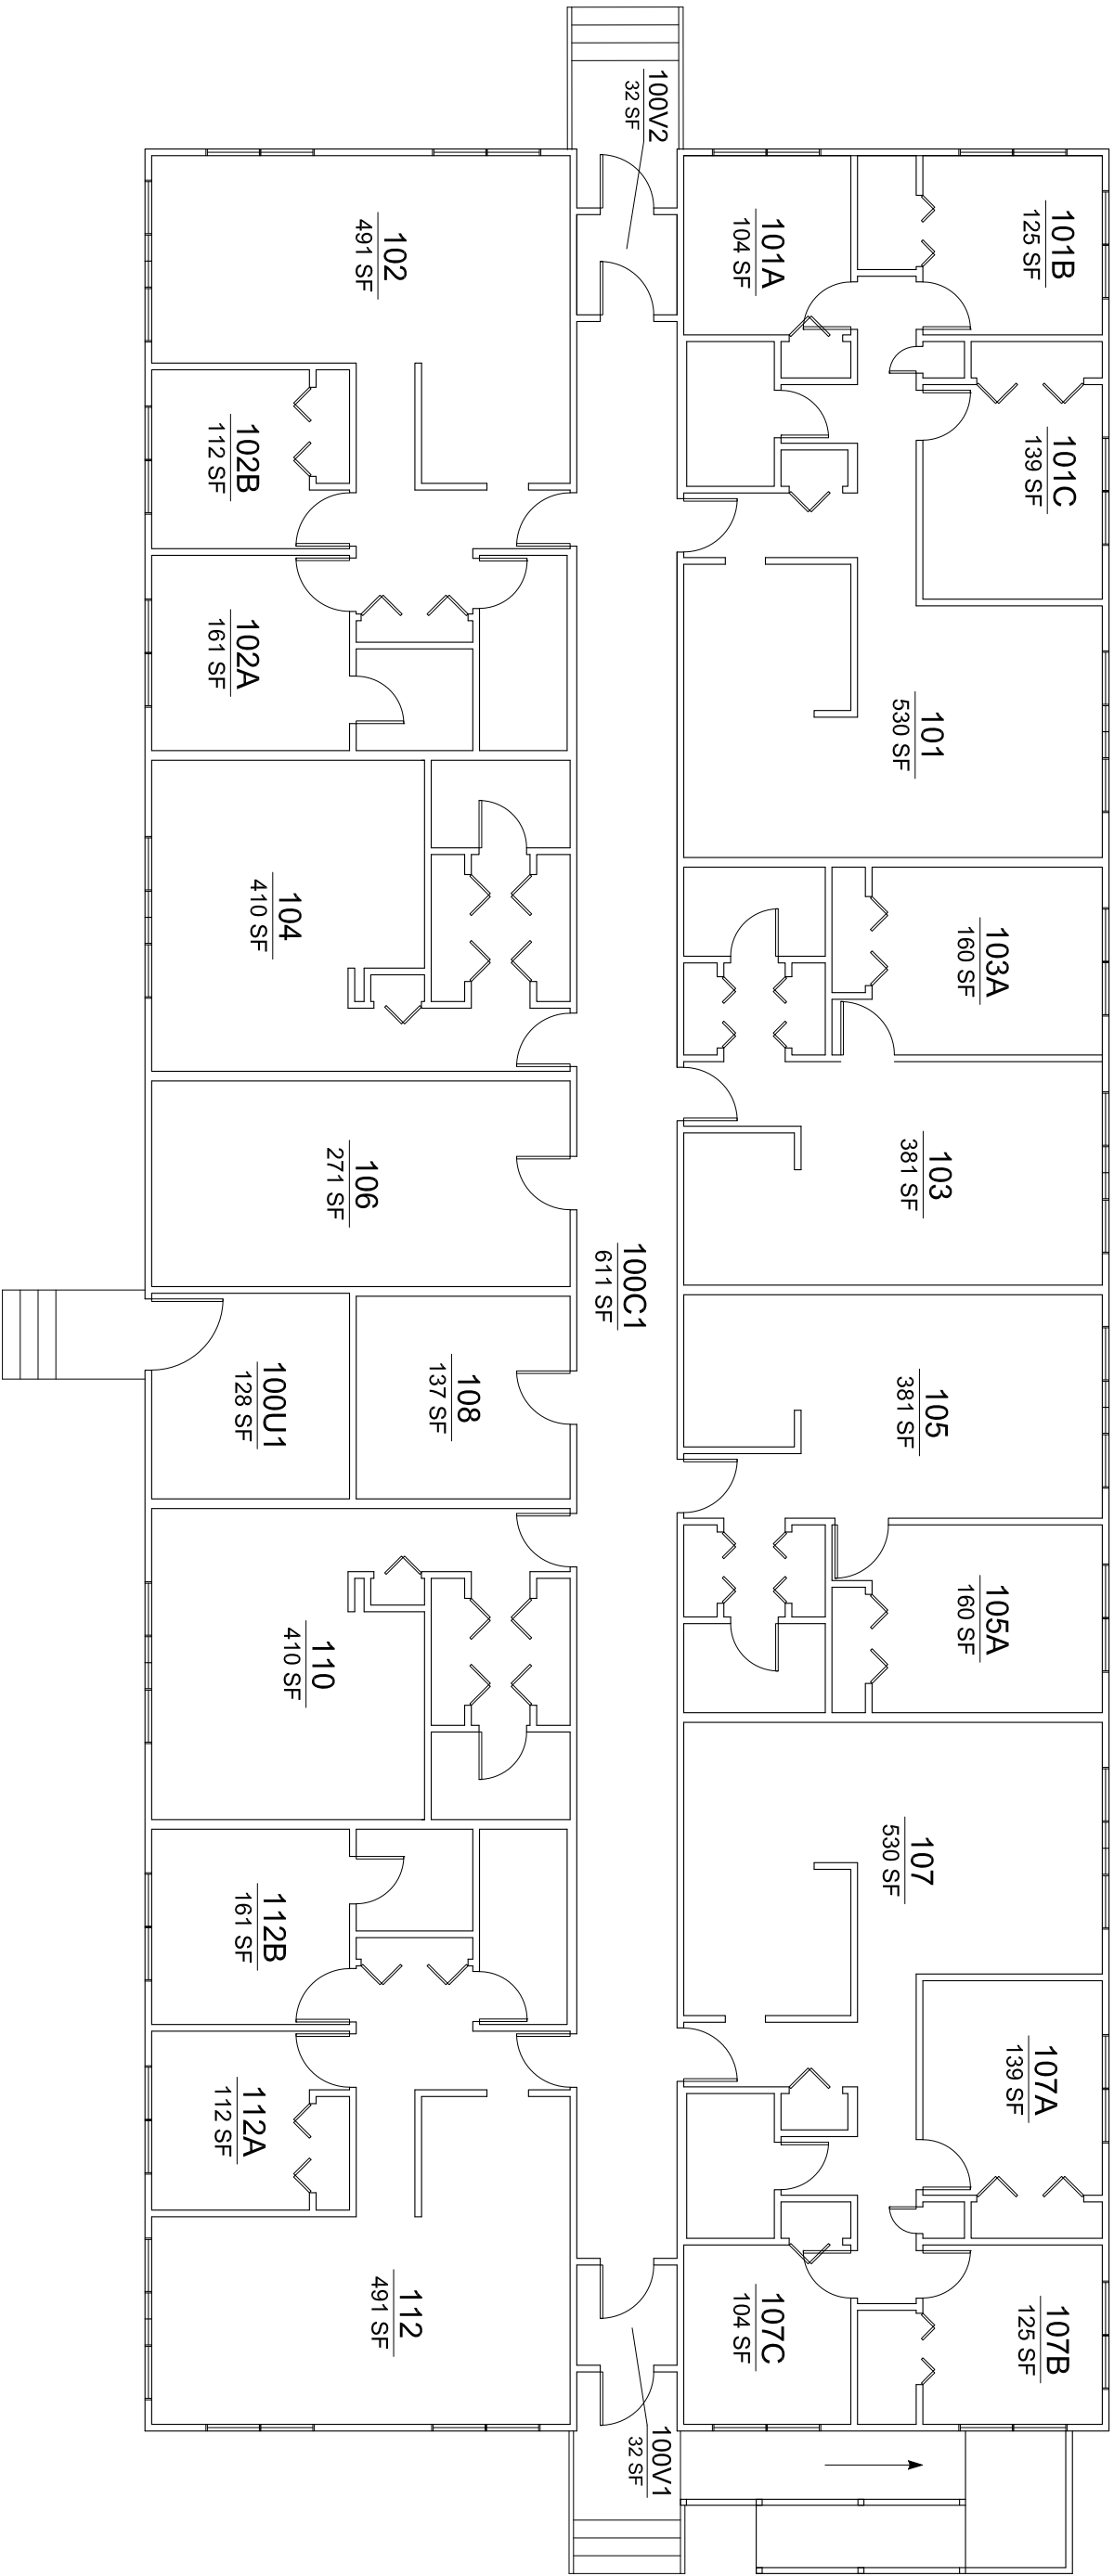 100V2
32 SF
101B
125 SF
101A
104 SF
102
491 SF
101C
139 SF
102B
112 SF
102A
161 SF
101
530 SF
104
410 SF
103A
160 SF
103
381 SF
106
271 SF
100C1
611 SF
105
381 SF
108
137 SF
100U1
128 SF
105A
160 SF
110
410 SF
107
530 SF
112B
161 SF
107A
139 SF
112A
112 SF
107B
125 SF
107C
104 SF
112
491 SF
100V1
32 SF